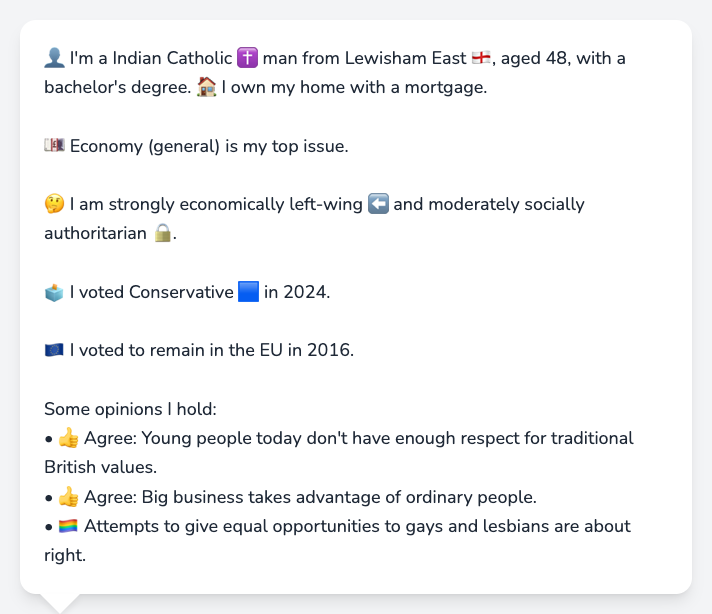 👤 I'm a Indian Catholic ✝️ man from Lewisham East 🏴󠁧󠁢󠁥󠁮󠁧󠁿, aged 48, with a
bachelor's degree. 🏠 I own my home with a mortgage.
💷 Economy (general) is my top issue.
🤔 I am strongly economically left-wing ⬅️ and moderately socially
authoritarian 🔒.
🗳️ I voted Conservative 🟦 in 2024.
🇪🇺 I voted to remain in the EU in 2016.
Some opinions I hold:
• 👍 Agree: Young people today don't have enough respect for traditional
British values.
• 👍 Agree: Big business takes advantage of ordinary people.
• 🏳️‍🌈 Attempts to give equal opportunities to gays and lesbians are about
right.